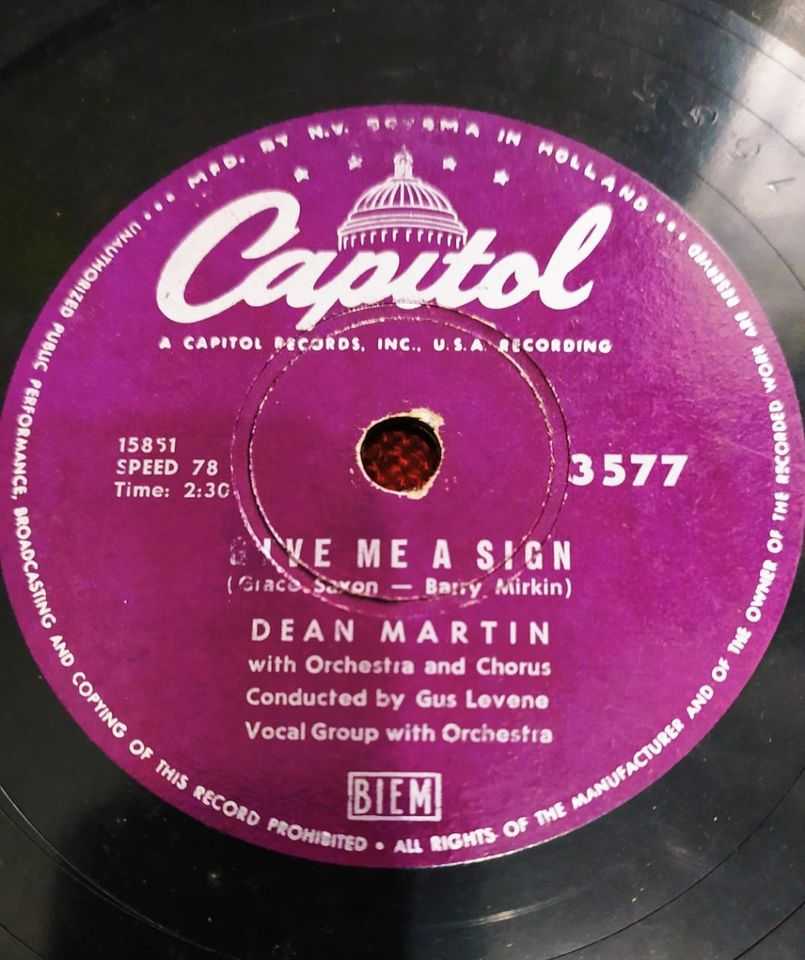 MFD. BY N.V. BOVEMA IN HOLLAND
Capitol
A CAPITOL RECORDS, INC., U.S.A. RECORDING
15851
SPEED 78
Time: 2:30
3577
GIVE ME A SIGN
(Grace Saxon — Barry Mirkin)
DEAN MARTIN
with Orchestra and Chorus
Conducted by Gus Levene
Vocal Group with Orchestra
BIEM
UNAUTHORIZED PUBLIC PERFORMANCE, BROADCASTING AND COPYING OF THIS RECORD PROHIBITED • ALL RIGHTS OF THE MANUFACTURER AND OF THE OWNER OF THE RECORDED WORK ARE RESERVED